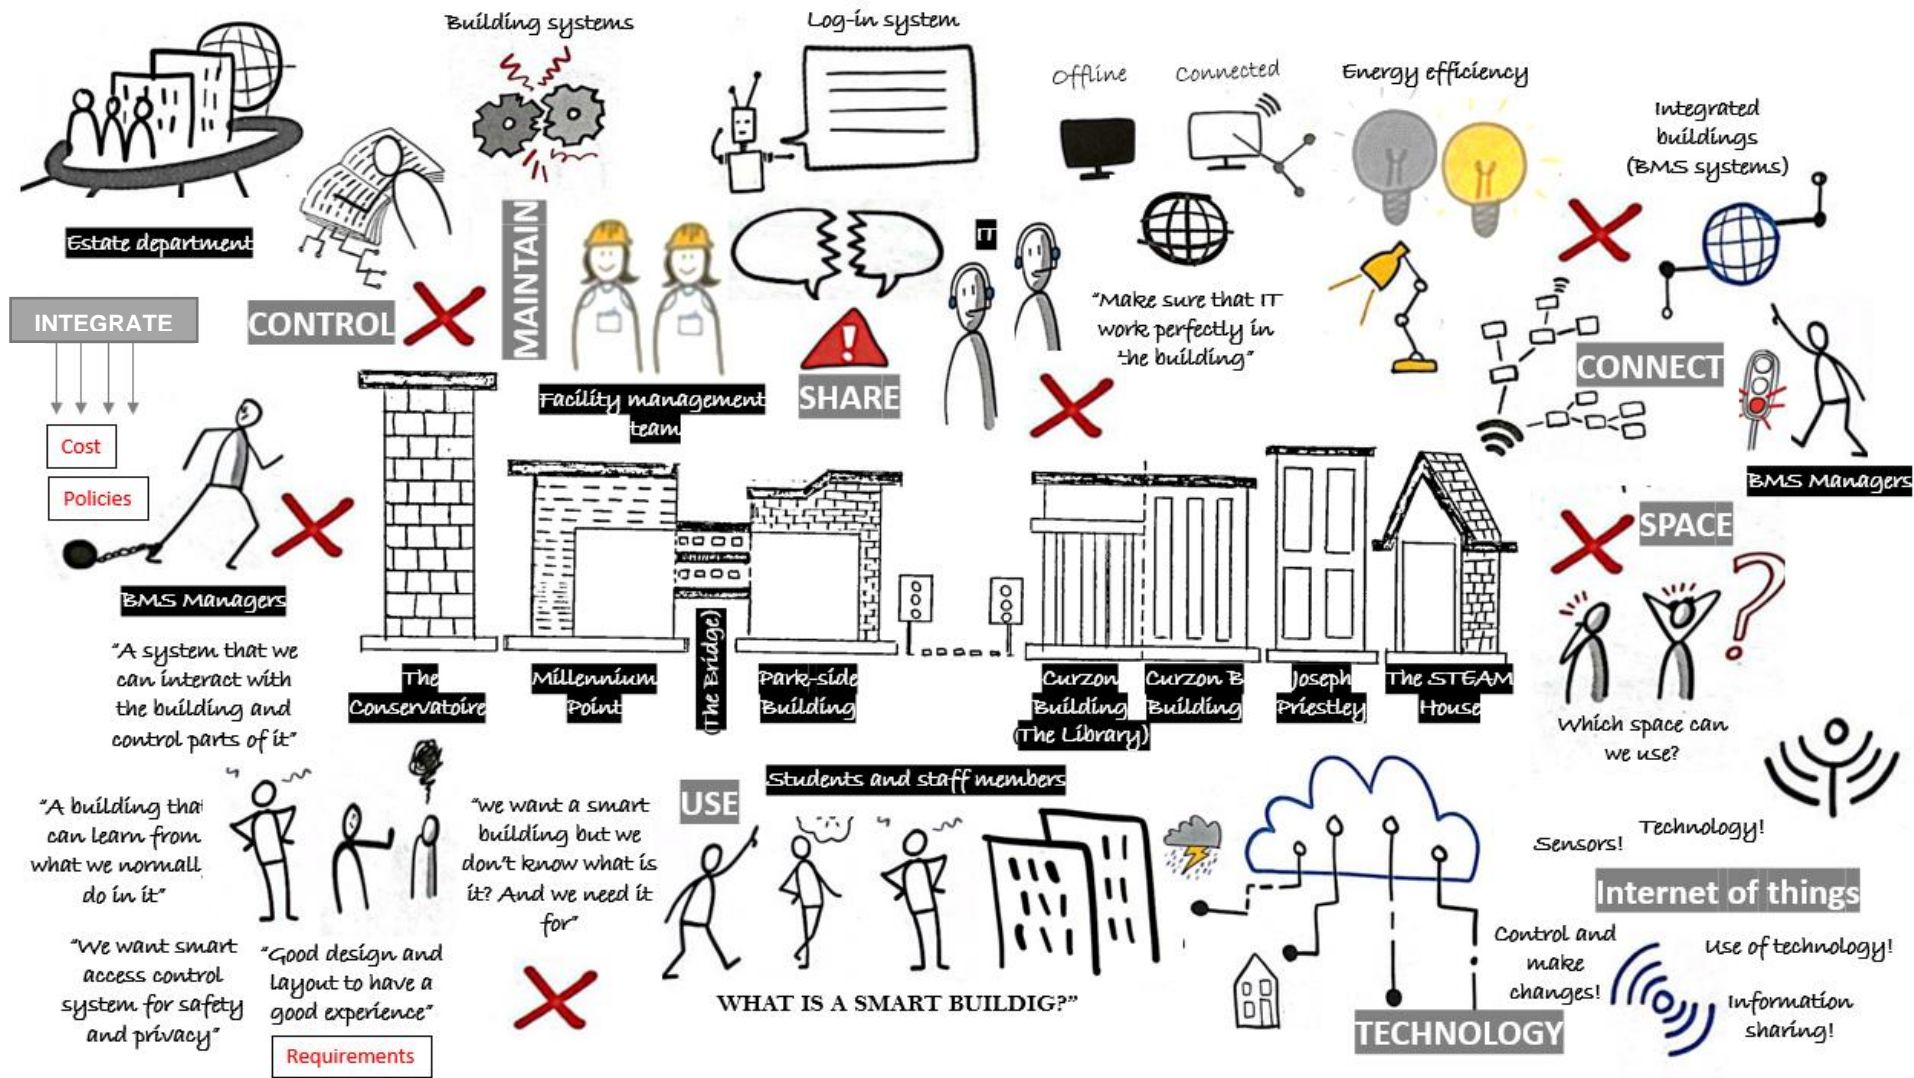 Building systems
Log-in system
Offline
Connected
Energy efficiency
Integrated
buildings
(BMS systems)
Estate department
INTEGRATE
CONTROL
MAINTAIN
Facility management
team
SHARE
IT
"Make sure that IT
work perfectly in
the building"
CONNECT
BMS Managers
Cost
Policies
BMS Managers
SPACE
Which space can
we use?
The
Conservatoire
Millennium
Point
(The Bridge)
Park-side
Building
Curzon
Building
(The Library)
Curzon B
Building
Joseph
Priestley
The STEAM
House
"A system that we
can interact with
the building and
control parts of it"
"A building that
can learn from
what we normall
do in it"
"We want smart
access control
system for safety
and privacy"
"Good design and
layout to have a
good experience"
Requirements
"we want a smart
building but we
don't know what is
it? And we need it
for"
USE
Students and staff members
WHAT IS A SMART BUILDIG?"
Sensors!
Technology!
Internet of things
Control and
make
changes!
Use of technology!
Information
sharing!
TECHNOLOGY